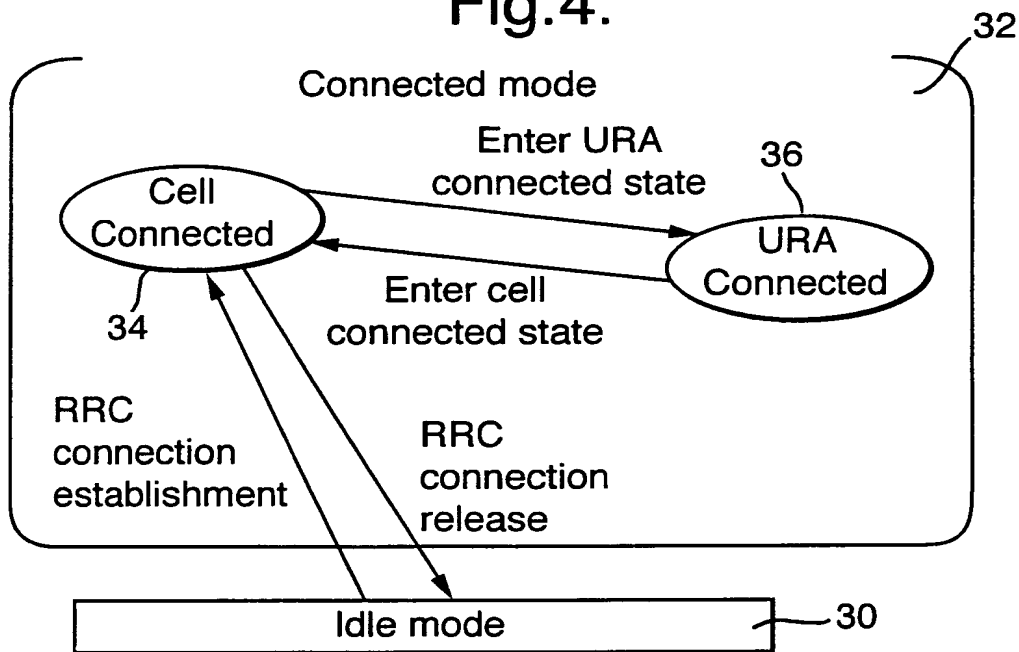 Fig.4.
32
Connected mode
Enter URA
connected state
36
Cell
Connected
URA
Connected
Enter cell
connected state
34
RRC
connection
establishment
RRC
connection
release
Idle mode
30